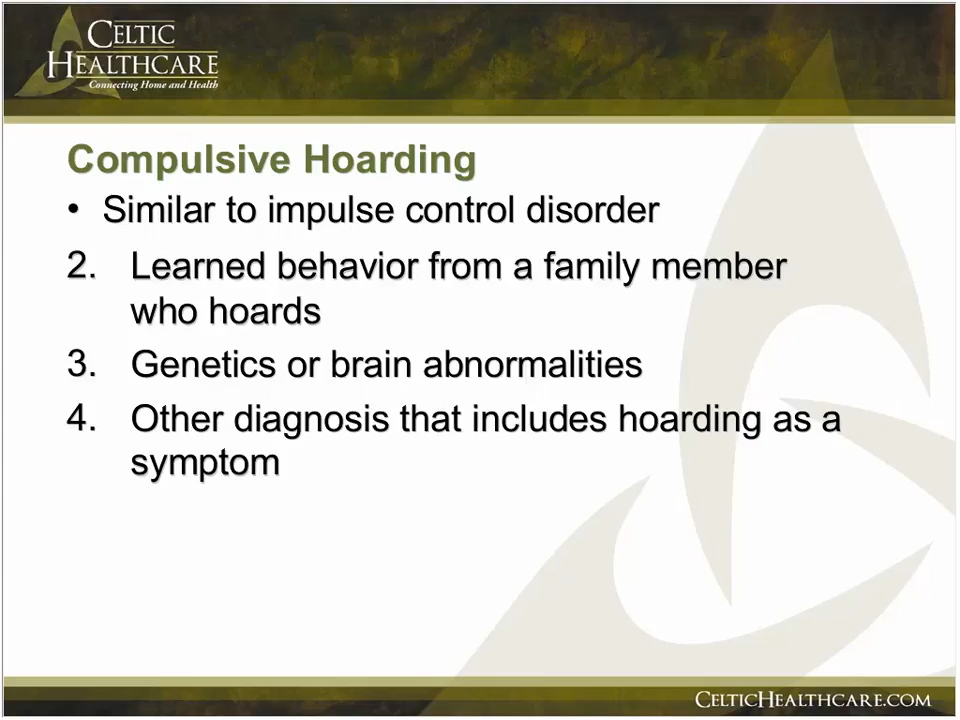 CELTIC
HEALTHCARE
Connecting Home and Health
Compulsive Hoarding
• Similar to impulse control disorder
2. Learned behavior from a family member
who hoards
3. Genetics or brain abnormalities
4. Other diagnosis that includes hoarding as a
symptom
CELTICHEALTHCARE.COM